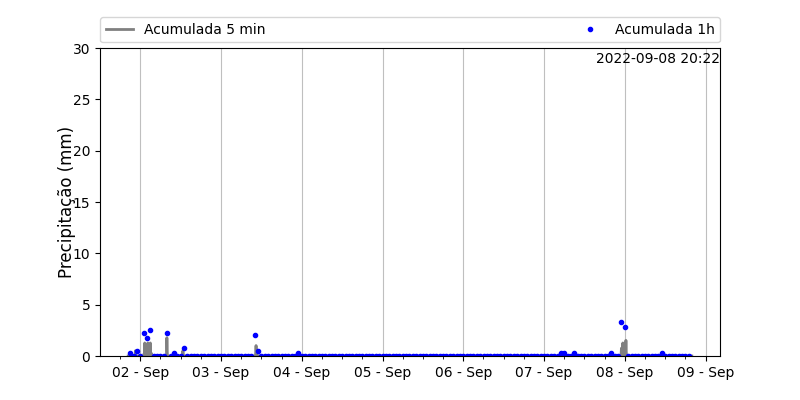 Acumulada 5 min
Acumulada 1h
2022-09-08 20:22
Precipitação (mm)
30
25
20
15
10
5
0
02 - Sep
03 - Sep
04 - Sep
05 - Sep
06 - Sep
07 - Sep
08 - Sep
09 - Sep